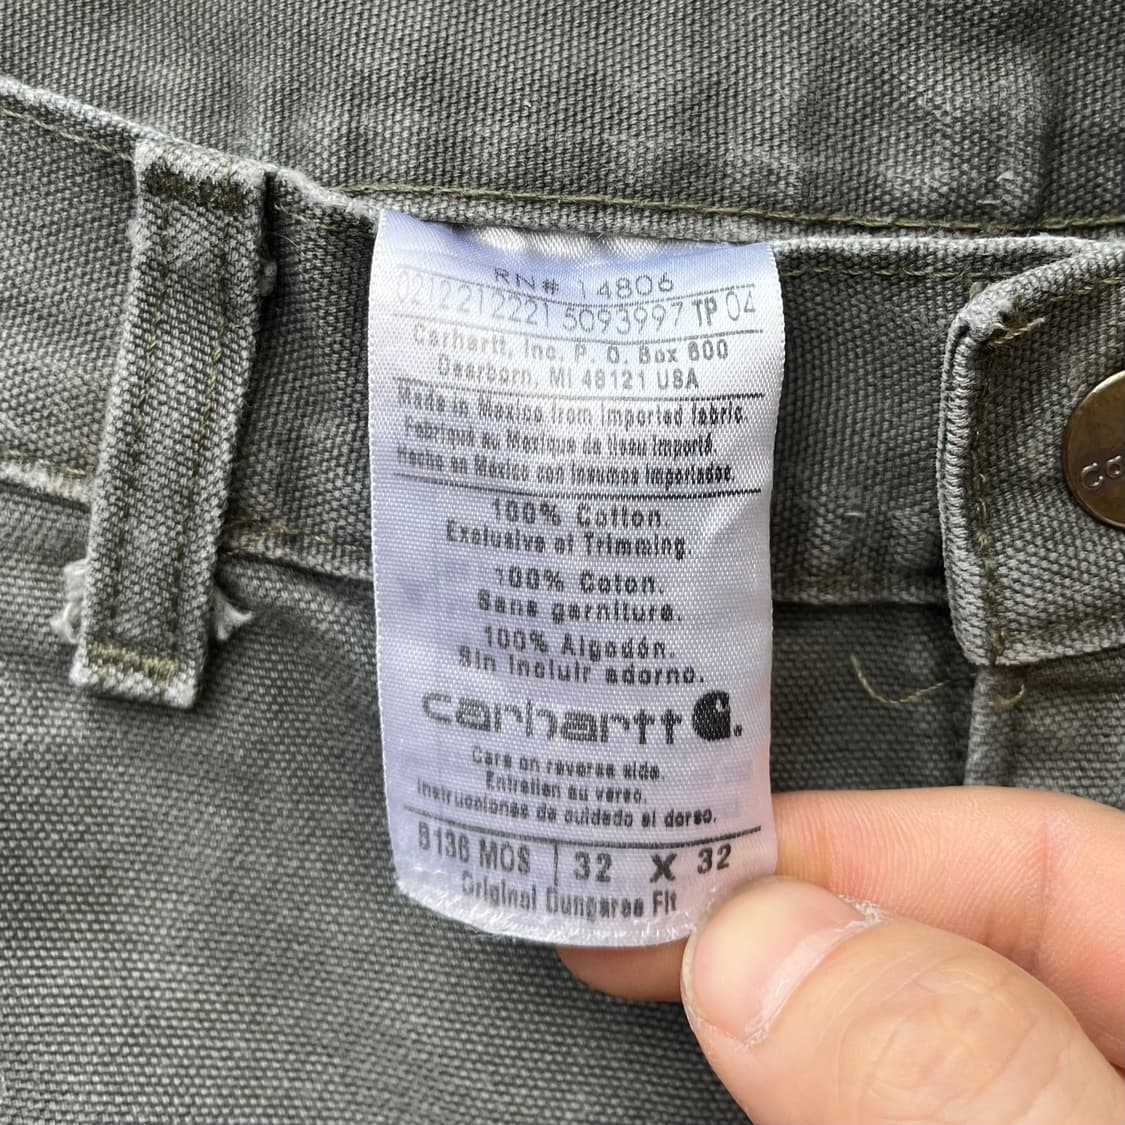 RN# 14806
0212212221 5093997 TP 04
Carhartt, Inc. P. O. Box 600
Dearborn, MI 48121 USA
Made in Mexico from imported fabric.
Fabriqué au Mexique de tissu importé.
Hecho en Mexico con insumos importados.
100% Cotton.
Exclusive of Trimming.
100% Coton.
Sans garniture.
100% Algodón.
Sin incluir adorno.
carhartt
Care on reverse side.
Entretien au verso.
Instrucciones de cuidado al dorso.
B136 MOS | 32 X 32
Original Dungaree Fit